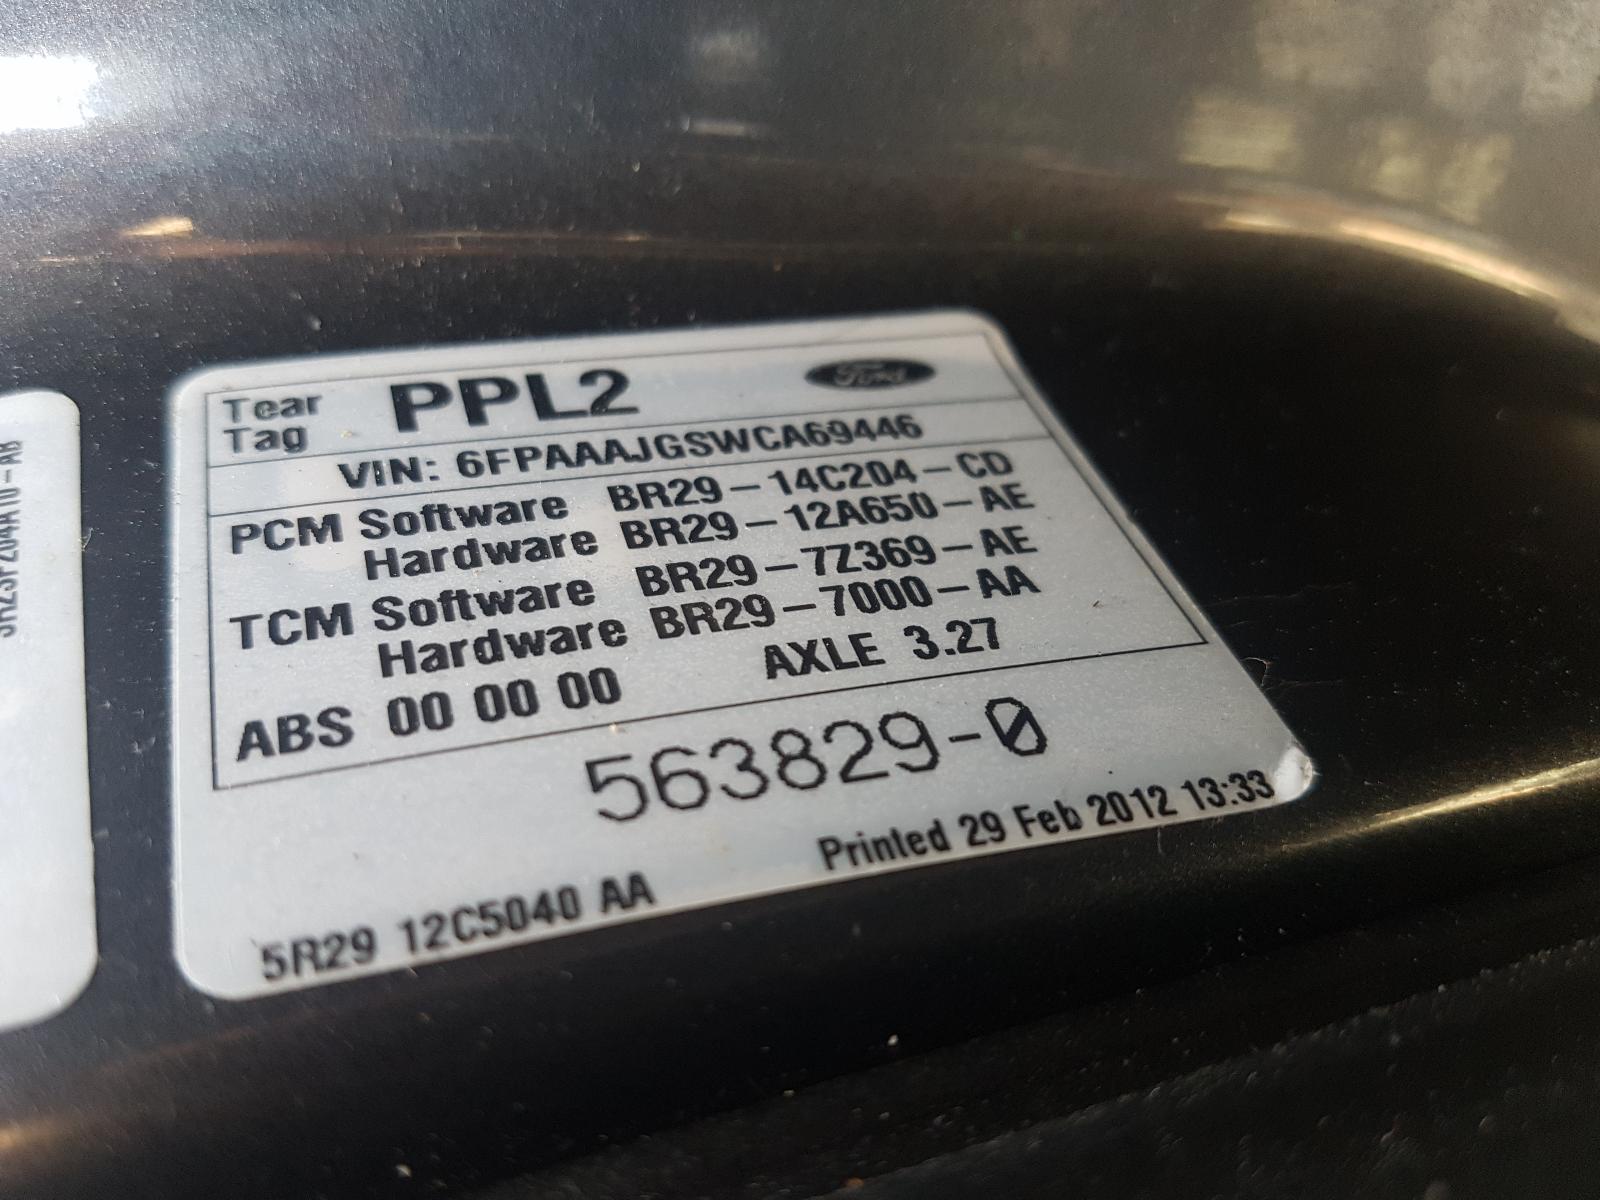 Tear Tag PPL2 Ford
VIN: 6FPAAAJGSWCA69446
PCM Software BR29-14C204-CD
Hardware BR29-12A650-AE
TCM Software BR29-7Z369-AE
Hardware BR29-7000-AA
ABS 00 00 00 AXLE 3.27
563829-0
5R29 12C5040 AA Printed 29 Feb 2012 13:33